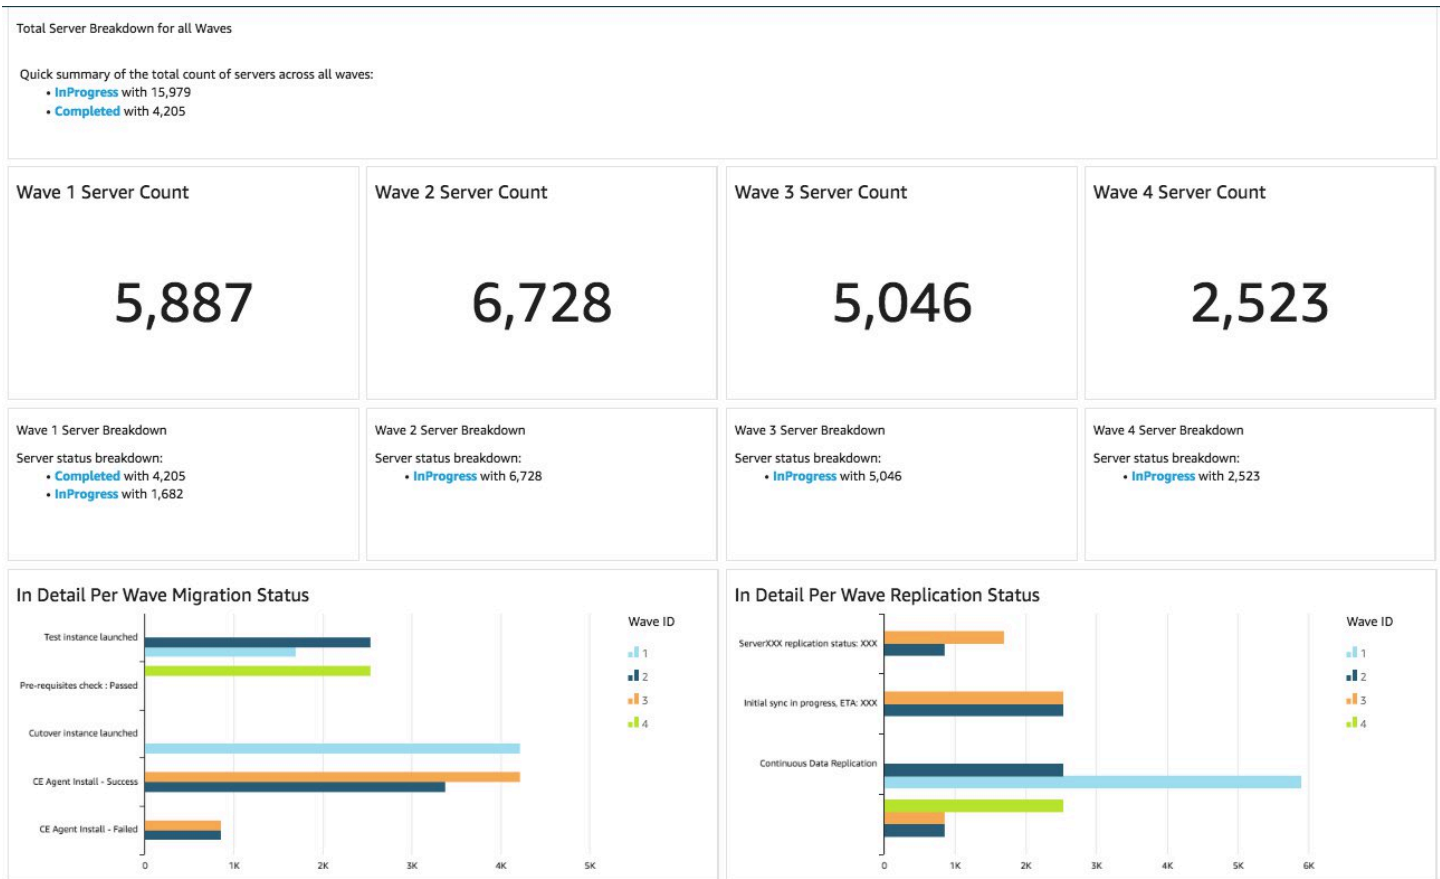 Total Server Breakdown for all Waves
Quick summary of the total count of servers across all waves:
• InProgress with 15,979
• Completed with 4,205
Wave 1 Server Count
5,887
Wave 2 Server Count
6,728
Wave 3 Server Count
5,046
Wave 4 Server Count
2,523
Wave 1 Server Breakdown
Server status breakdown:
• Completed with 4,205
• InProgress with 1,682
Wave 2 Server Breakdown
Server status breakdown:
• InProgress with 6,728
Wave 3 Server Breakdown
Server status breakdown:
• InProgress with 5,046
Wave 4 Server Breakdown
Server status breakdown:
• InProgress with 2,523
In Detail Per Wave Migration Status
Test instance launched
Pre-requisites check : Passed
Cutover instance launched
CE Agent Install - Success
CE Agent Install - Failed
0 1K 2K 3K 4K 5K
Wave ID
1
2
3
4
In Detail Per Wave Replication Status
ServerXXX replication status: XXX
Initial sync in progress, ETA: XXX
Continuous Data Replication
0 1K 2K 3K 4K 5K 6K
Wave ID
1
2
3
4